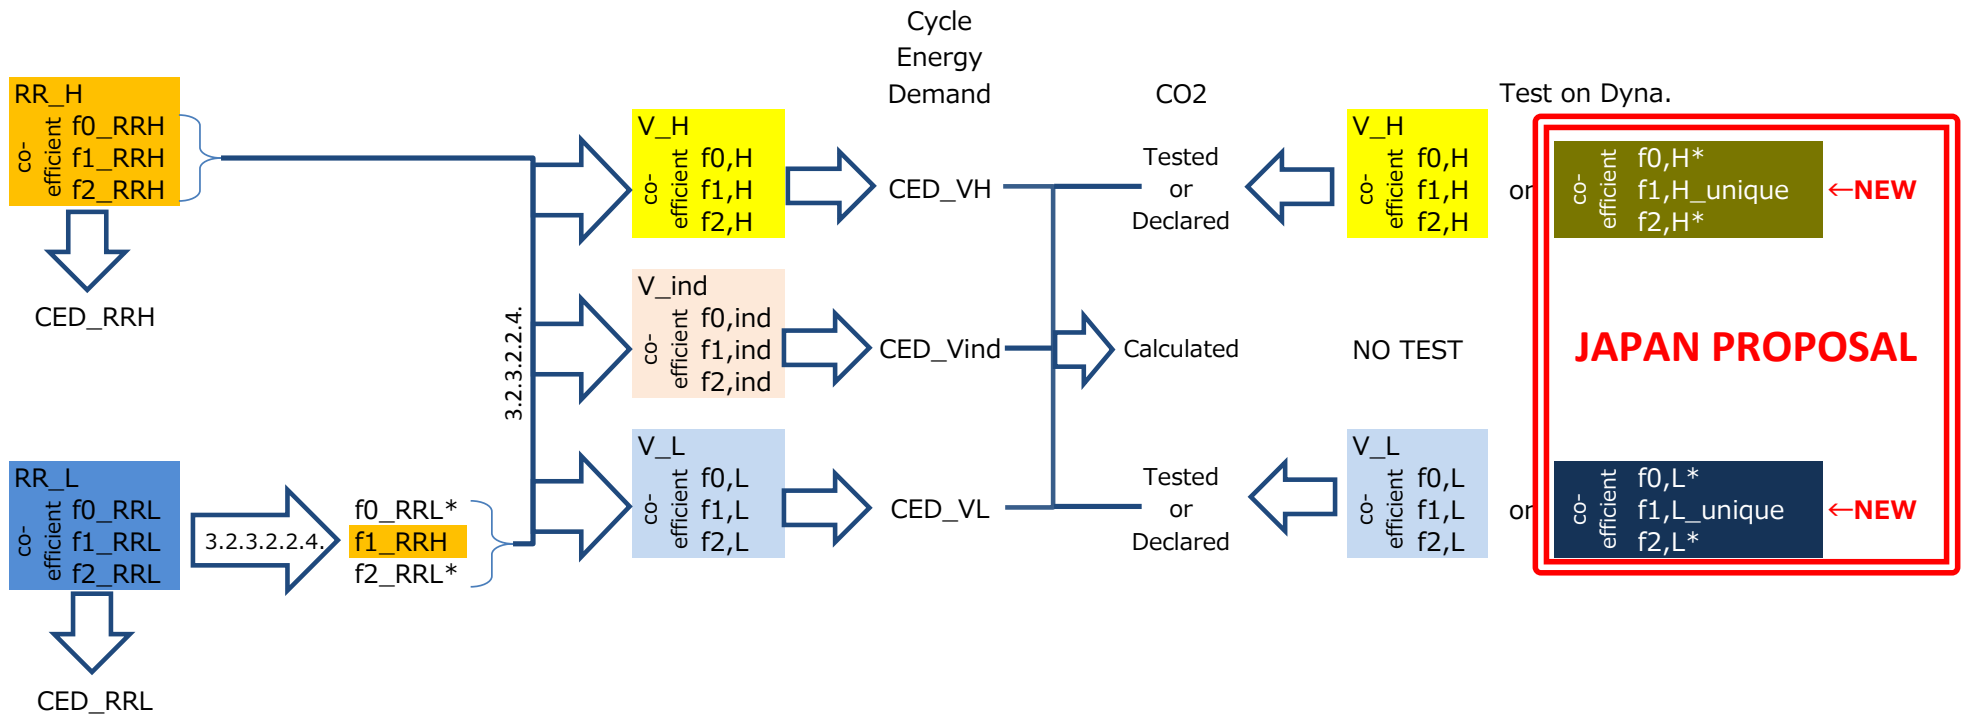 Cycle
Energy
Demand
CO2
Test on Dyna.
RR_H
co-
efficient
f0_RRH
f1_RRH
f2_RRH
CED_RRH
V_H
co-
efficient
f0,H
f1,H
f2,H
CED_VH
Tested
or
Declared
V_H
co-
efficient
f0,H
f1,H
f2,H
or
co-
efficient
f0,H*
f1,H_unique
f2,H*
←NEW
3.2.3.2.2.4.
V_ind
co-
efficient
f0,ind
f1,ind
f2,ind
CED_Vind
Calculated
NO TEST
JAPAN PROPOSAL
RR_L
co-
efficient
f0_RRL
f1_RRL
f2_RRL
3.2.3.2.2.4.
f0_RRL*
f1_RRH
f2_RRL*
CED_RRL
V_L
co-
efficient
f0,L
f1,L
f2,L
CED_VL
Tested
or
Declared
V_L
co-
efficient
f0,L
f1,L
f2,L
or
co-
efficient
f0,L*
f1,L_unique
f2,L*
←NEW